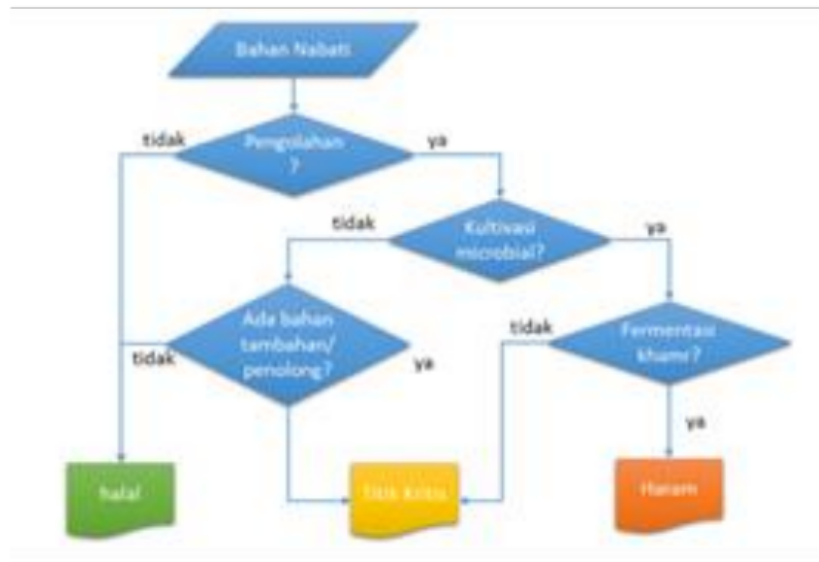 Bahan Nabati
tidak
Pengolahan
?
ya
tidak
Kultivasi
microbial?
ya
Ada bahan
tambahan/
penolong?
tidak
ya
tidak
Fermentasi
khamr?
ya
halal
Titik Kritis
Haram